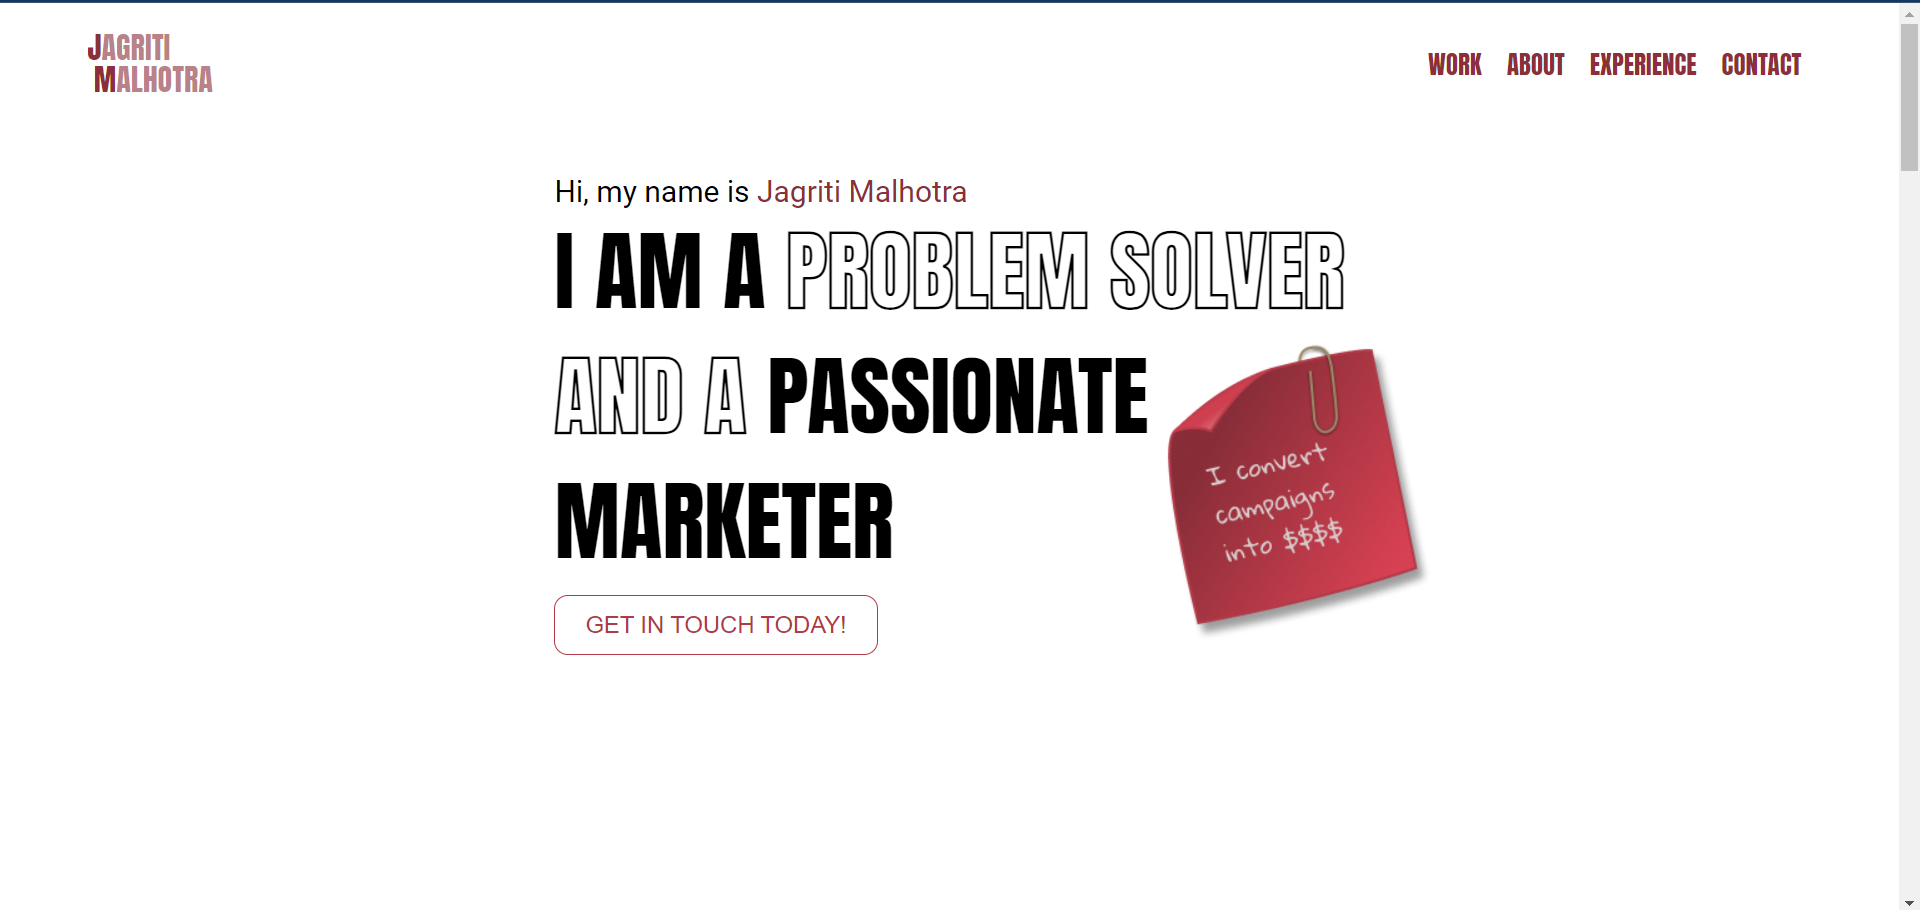 JAGRITI
MALHOTRA
WORK ABOUT EXPERIENCE CONTACT
Hi, my name is Jagriti Malhotra
I AM A PROBLEM SOLVER
AND A PASSIONATE
MARKETER
I convert
campaigns
into $$$$
GET IN TOUCH TODAY!